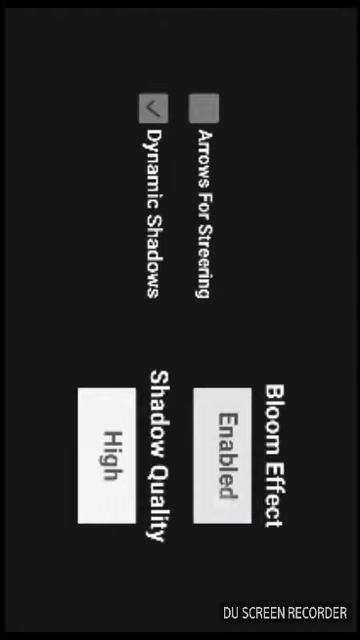 Bloom Effect
Arrows For Streering
Enabled
Dynamic Shadows
Shadow Quality
High
DU SCREEN RECORDER